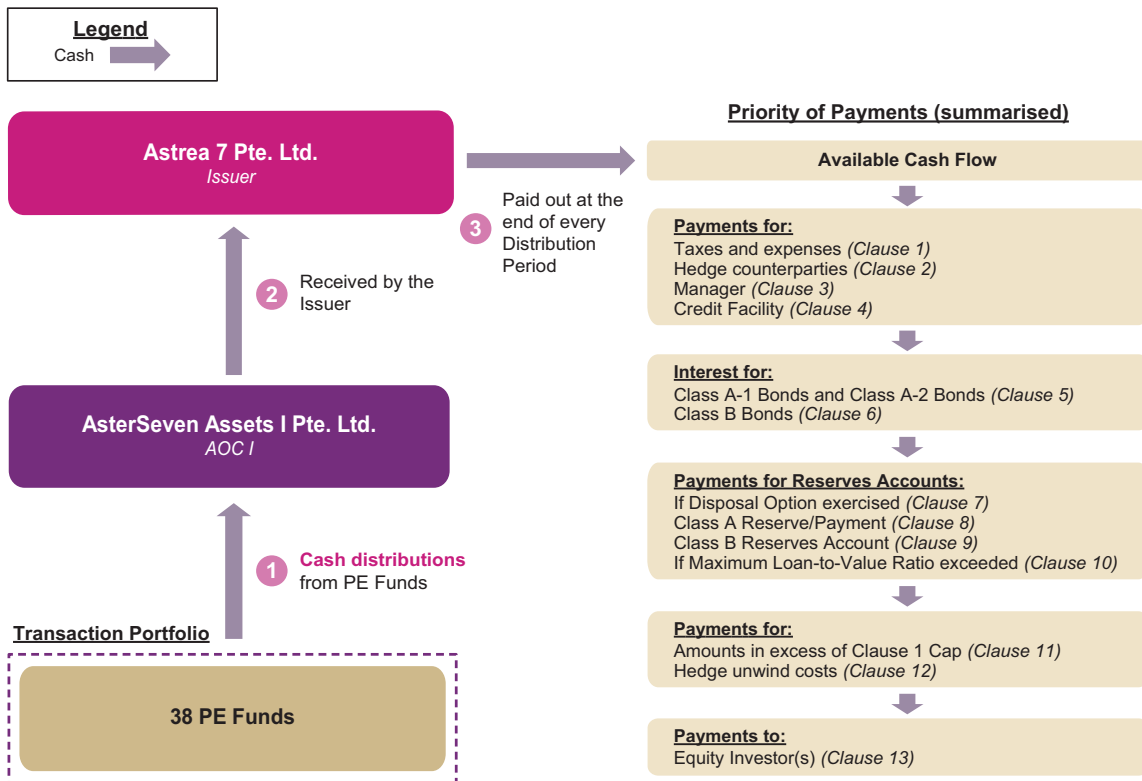 Legend
Cash
Astrea 7 Pte. Ltd.
Issuer
3
Paid out at the
end of every
Distribution
Period
2
Received by the
Issuer
AsterSeven Assets I Pte. Ltd.
AOC I
1
Cash distributions
from PE Funds
Transaction Portfolio
38 PE Funds
Priority of Payments (summarised)
Available Cash Flow
Payments for:
Taxes and expenses (Clause 1)
Hedge counterparties (Clause 2)
Manager (Clause 3)
Credit Facility (Clause 4)
Interest for:
Class A-1 Bonds and Class A-2 Bonds (Clause 5)
Class B Bonds (Clause 6)
Payments for Reserves Accounts:
If Disposal Option exercised (Clause 7)
Class A Reserve/Payment (Clause 8)
Class B Reserves Account (Clause 9)
If Maximum Loan-to-Value Ratio exceeded (Clause 10)
Payments for:
Amounts in excess of Clause 1 Cap (Clause 11)
Hedge unwind costs (Clause 12)
Payments to:
Equity Investor(s) (Clause 13)